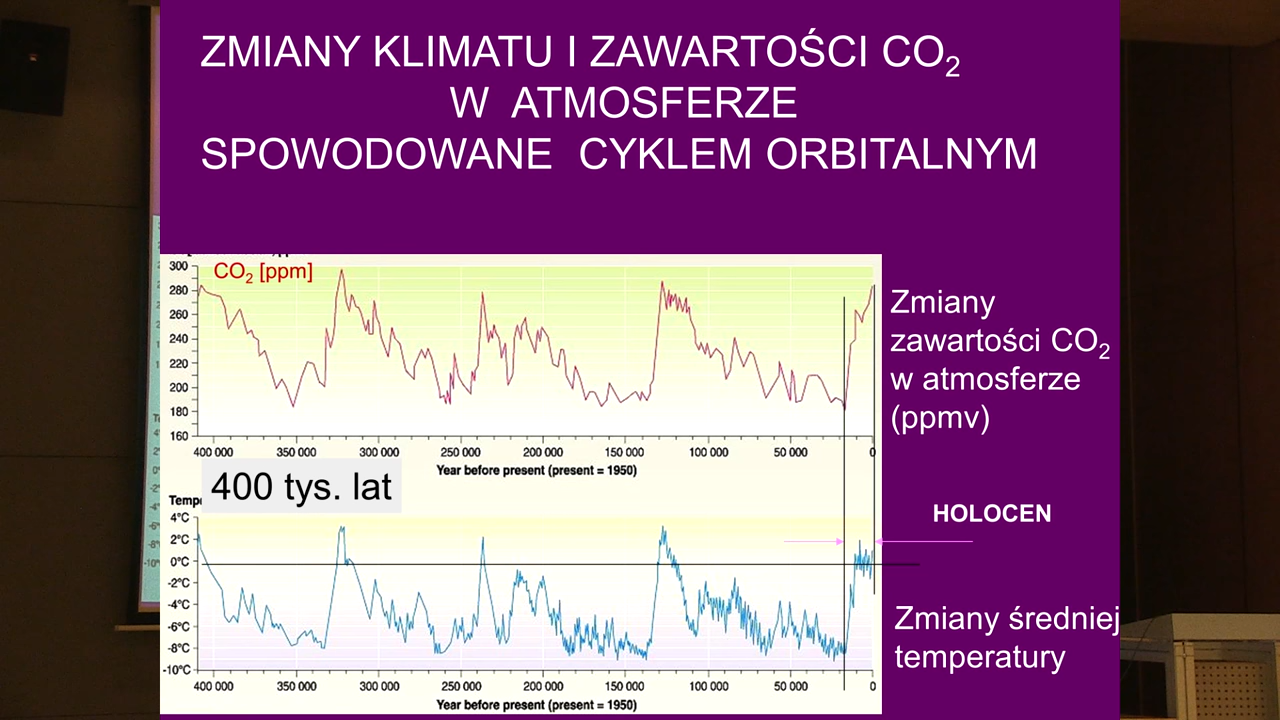 ZMIANY KLIMATU I ZAWARTOŚCI CO₂
W ATMOSFERZE
SPOWODOWANE CYKLEM ORBITALNYM
CO₂ [ppm]
300
280
260
240
220
200
180
160
400 000 350 000 300 000 250 000 200 000 150 000 100 000 50 000 0
Year before present (present = 1950)
Zmiany
zawartości CO₂
w atmosferze
(ppmv)
400 tys. lat
HOLOCEN
4°C
2°C
0°C
-2°C
-4°C
-6°C
-8°C
-10°C
400 000 350 000 300 000 250 000 200 000 150 000 100 000 50 000 0
Year before present (present = 1950)
Zmiany średniej
temperatury